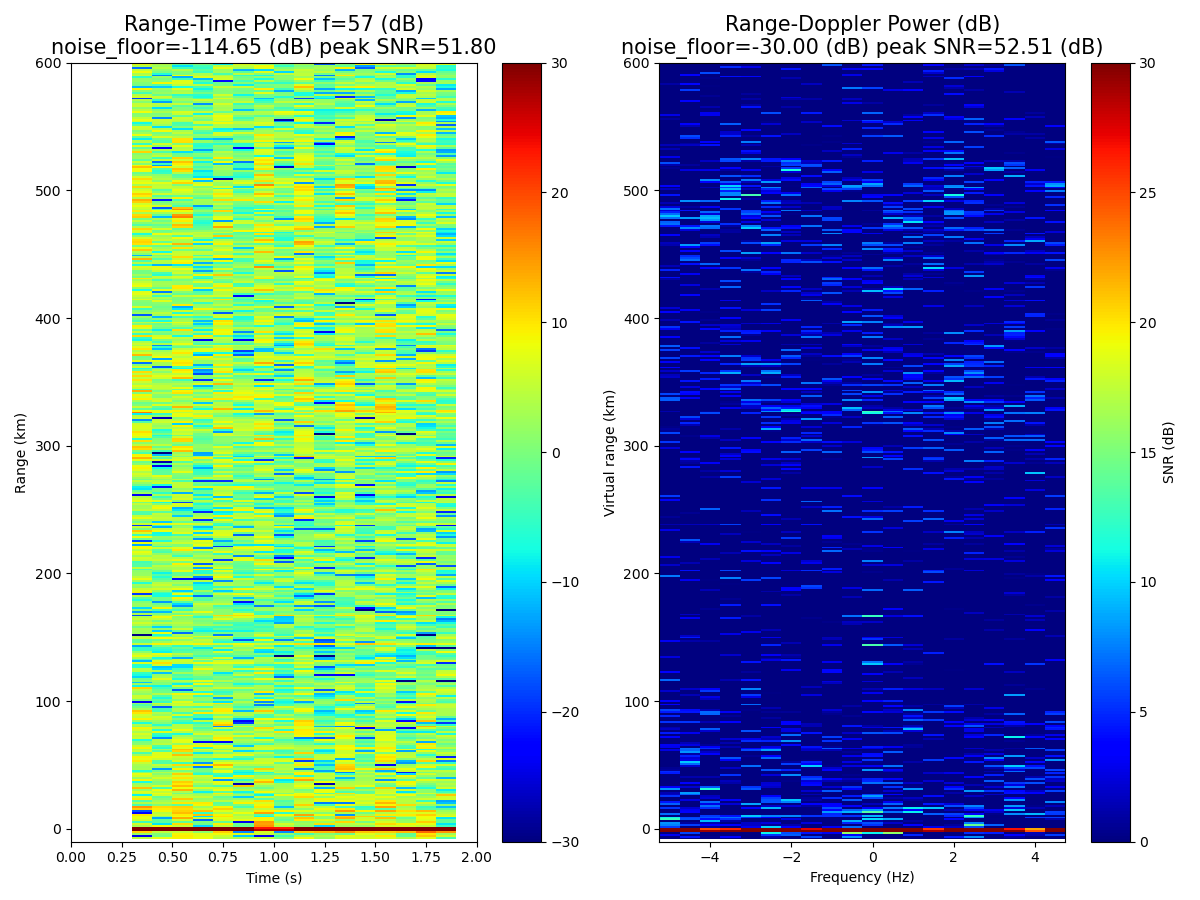 Range-Time Power f=57 (dB)
noise_floor=-114.65 (dB) peak SNR=51.80
600
500
400
300
200
100
0
Range (km)
0.00 0.25 0.50 0.75 1.00 1.25 1.50 1.75 2.00
Time (s)
30
20
10
0
−10
−20
−30
Range-Doppler Power (dB)
noise_floor=-30.00 (dB) peak SNR=52.51 (dB)
600
500
400
300
200
100
0
Virtual range (km)
−4 −2 0 2 4
Frequency (Hz)
30
25
20
15
10
5
0
SNR (dB)